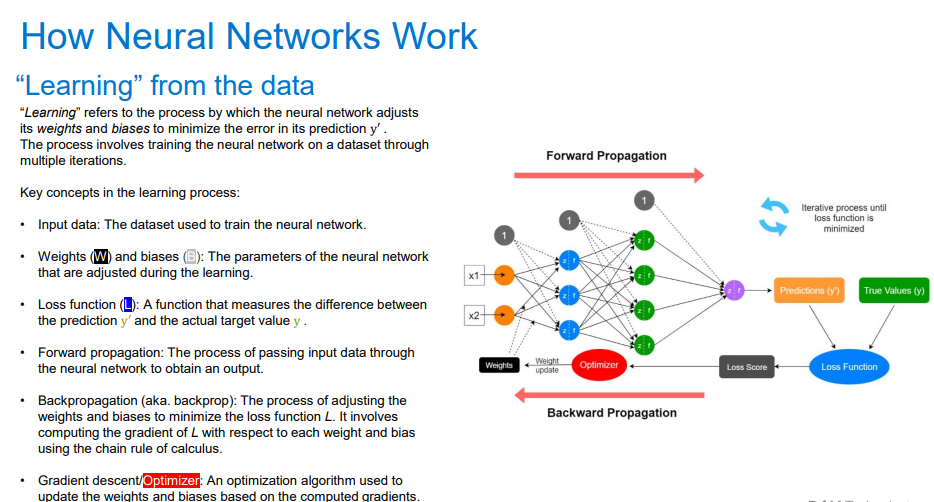 How Neural Networks Work
“Learning” from the data
“Learning” refers to the process by which the neural network adjusts
its weights and biases to minimize the error in its prediction y′ .
The process involves training the neural network on a dataset through
multiple iterations.
Key concepts in the learning process:
• Input data: The dataset used to train the neural network.
• Weights (W) and biases (B): The parameters of the neural network
that are adjusted during the learning.
• Loss function (L): A function that measures the difference between
the prediction y′ and the actual target value y .
• Forward propagation: The process of passing input data through
the neural network to obtain an output.
• Backpropagation (aka. backprop): The process of adjusting the
weights and biases to minimize the loss function L. It involves
computing the gradient of L with respect to each weight and bias
using the chain rule of calculus.
• Gradient descent/Optimizer: An optimization algorithm used to
update the weights and biases based on the computed gradients.
Forward Propagation
Iterative process until
loss function is
minimized
1
1
1
x1
x2
z f
z f
z f
z f
z f
z f
z f
z f
Predictions (y')
True Values (y)
Weights
Weight
update
Optimizer
Loss Score
Loss Function
Backward Propagation